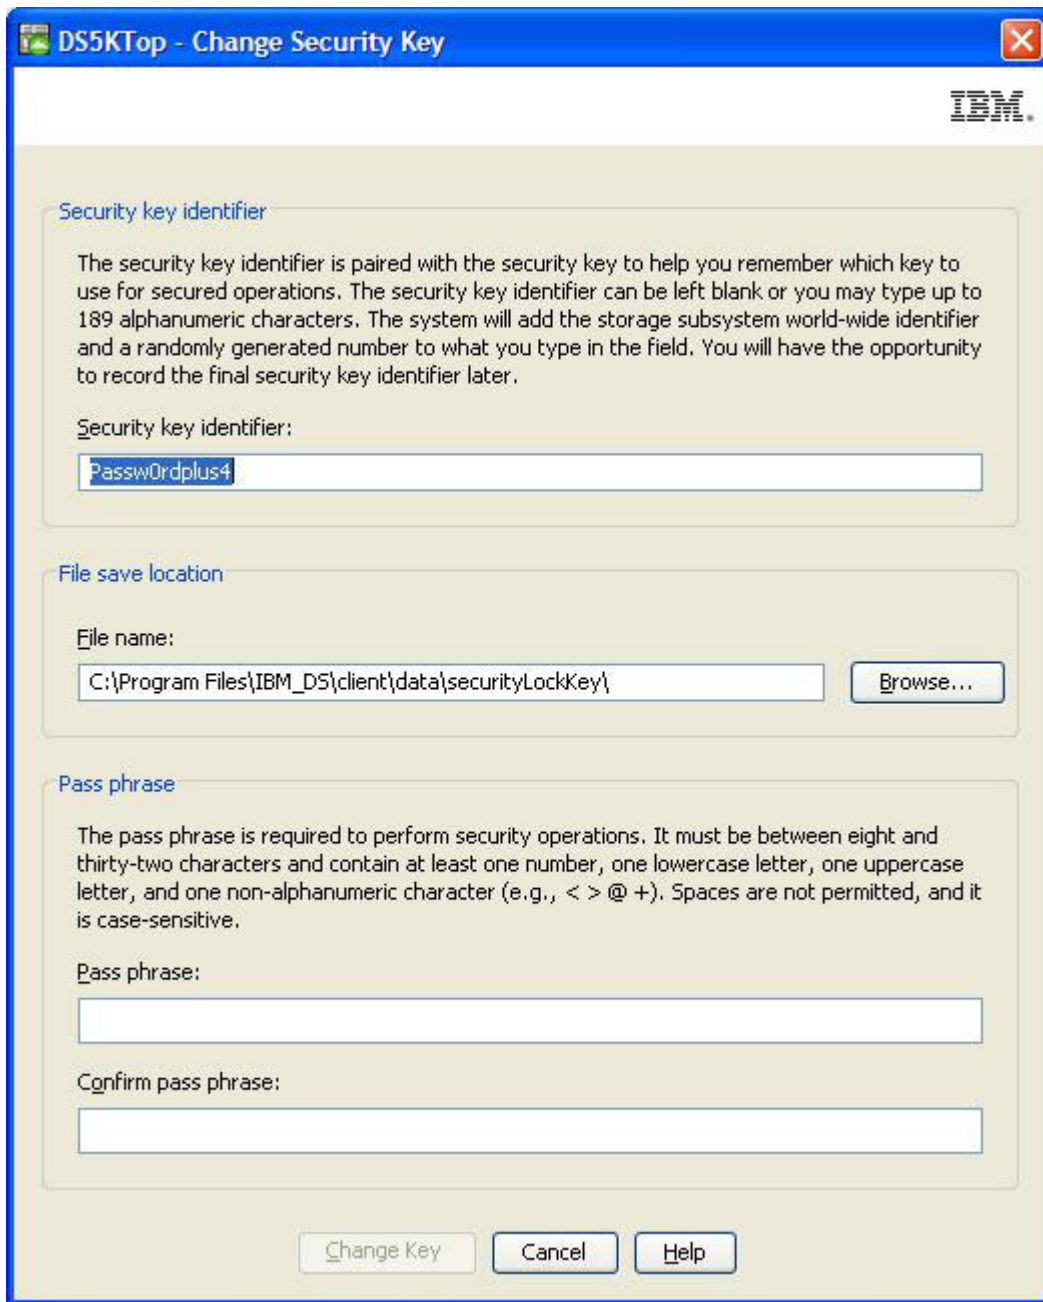 DS5KTop - Change Security Key
IBM.
Security key identifier
The security key identifier is paired with the security key to help you remember which key to
use for secured operations. The security key identifier can be left blank or you may type up to
189 alphanumeric characters. The system will add the storage subsystem world-wide identifier
and a randomly generated number to what you type in the field. You will have the opportunity
to record the final security key identifier later.
Security key identifier:
Passw0rdplus4
File save location
File name:
C:\Program Files\IBM_DS\client\data\securityLockKey\
Browse...
Pass phrase
The pass phrase is required to perform security operations. It must be between eight and
thirty-two characters and contain at least one number, one lowercase letter, one uppercase
letter, and one non-alphanumeric character (e.g., < > @ +). Spaces are not permitted, and it
is case-sensitive.
Pass phrase:
Confirm pass phrase:
Change Key
Cancel
Help